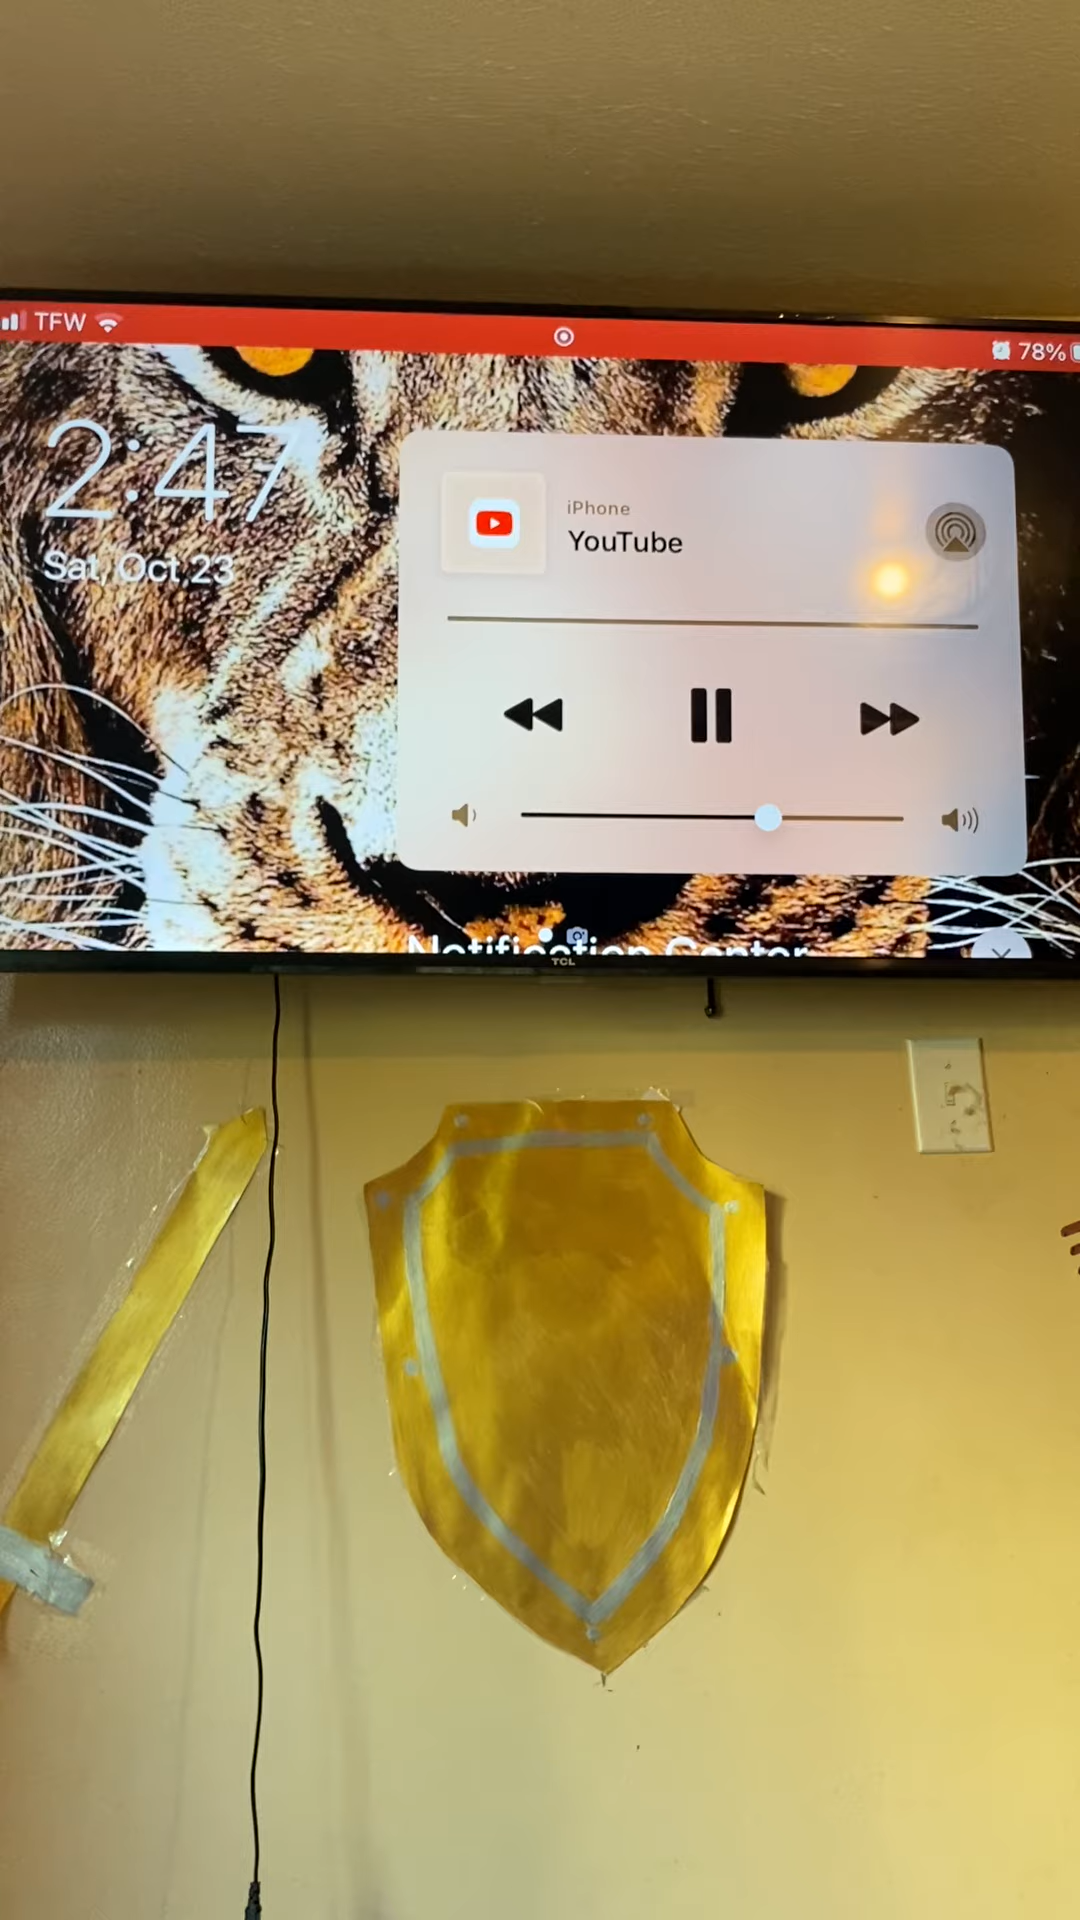 TFW
78%
2:47
Sat, Oct 23
iPhone
YouTube
Notification Center
TCL